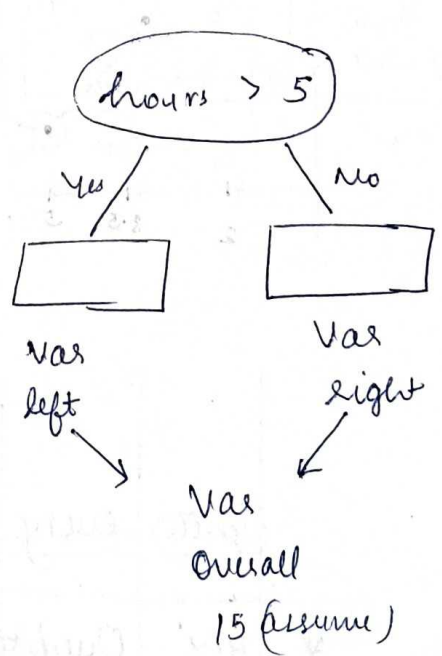 hours > 5
Yes No
Var Var
left right
Var
Overall
15 (assume)